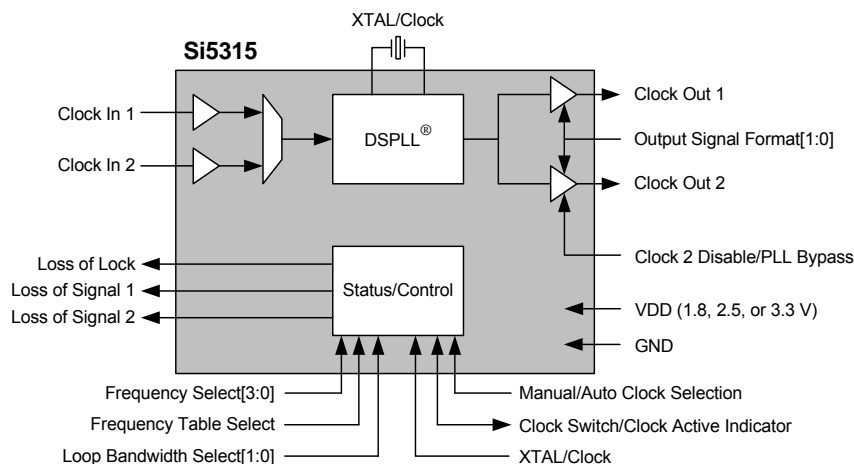 XTAL/Clock
Si5315
Clock In 1
Clock In 2
DSPLL®
Clock Out 1
Output Signal Format[1:0]
Clock Out 2
Clock 2 Disable/PLL Bypass
Loss of Lock
Loss of Signal 1
Loss of Signal 2
Status/Control
VDD (1.8, 2.5, or 3.3 V)
GND
Frequency Select[3:0]
Frequency Table Select
Loop Bandwidth Select[1:0]
Manual/Auto Clock Selection
Clock Switch/Clock Active Indicator
XTAL/Clock